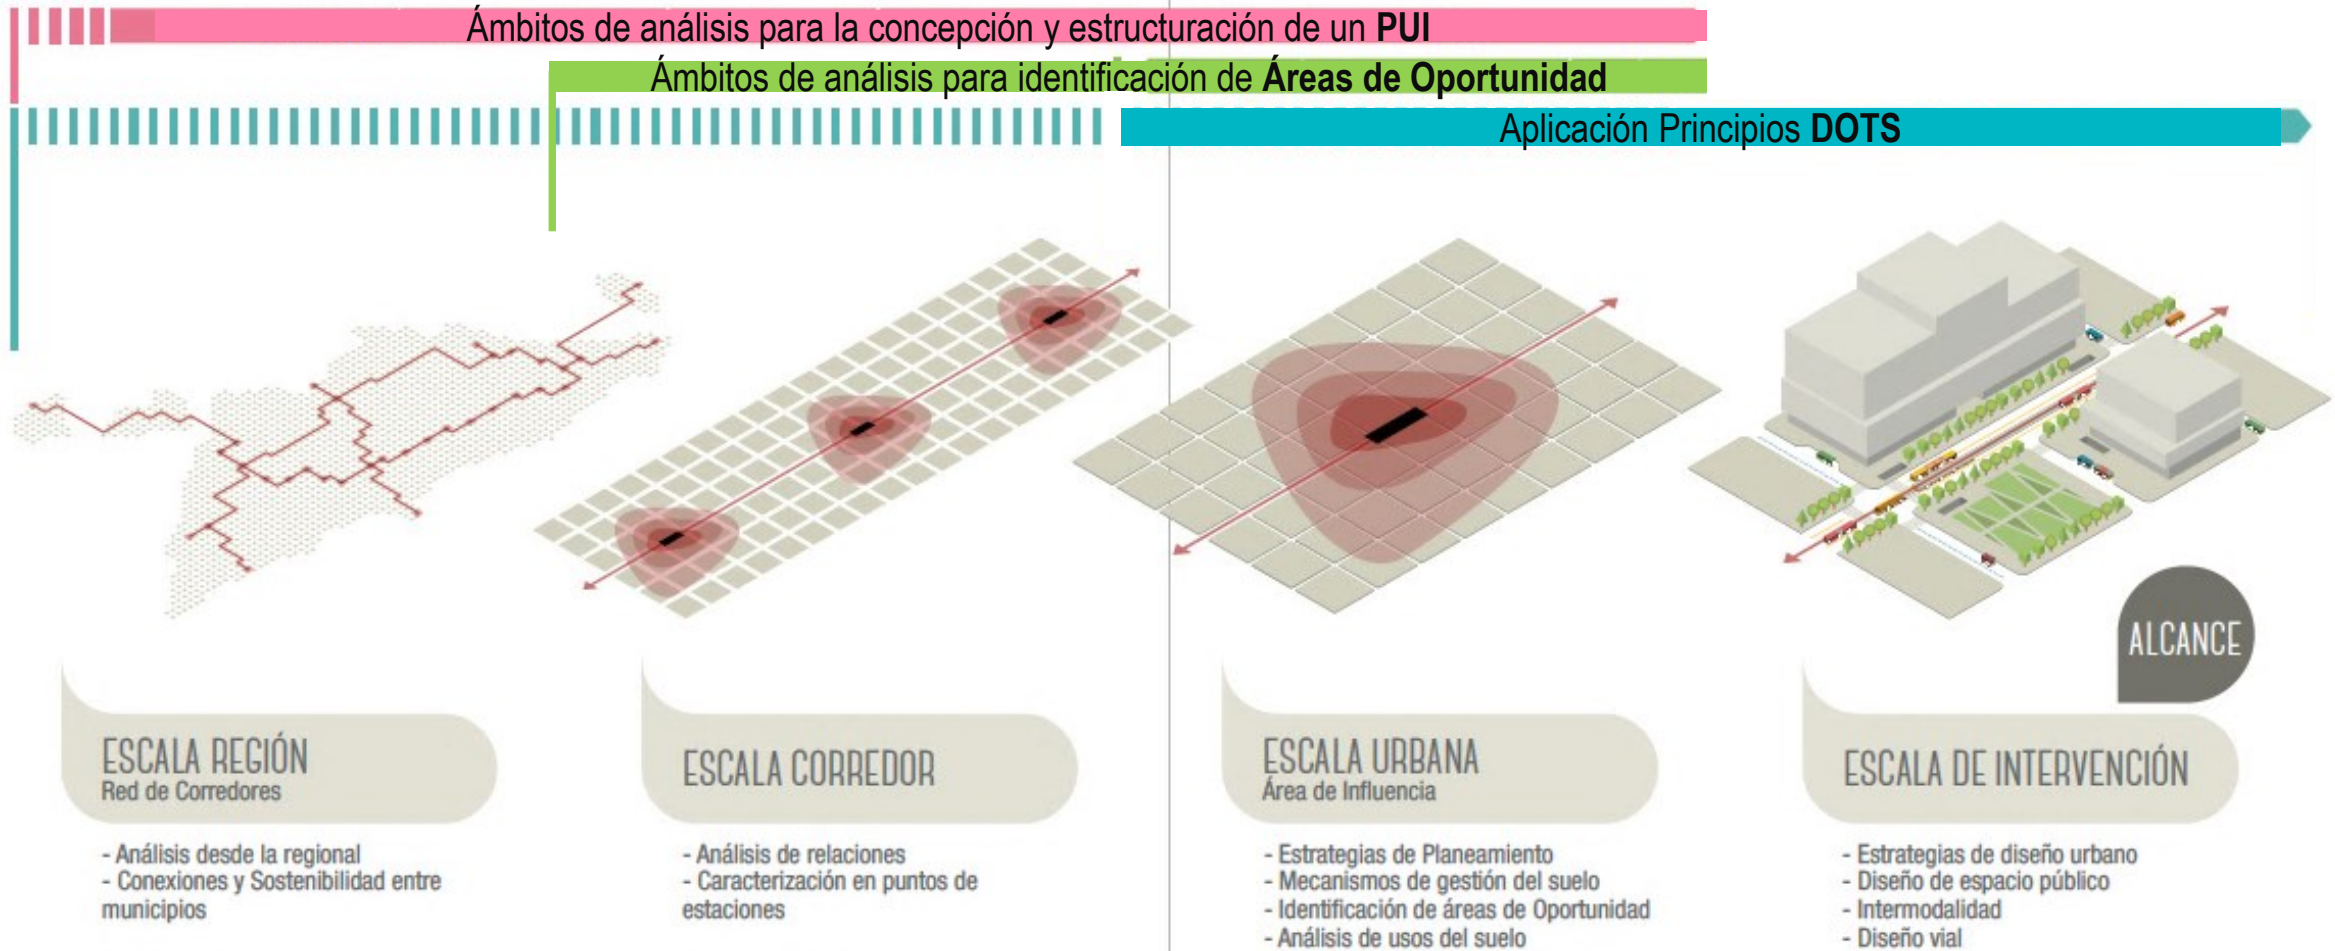 Ámbitos de análisis para la concepción y estructuración de un PUI
Ámbitos de análisis para identificación de Áreas de Oportunidad
Aplicación Principios DOTS
ALCANCE
ESCALA REGIÓN
Red de Corredores
- Análisis desde la regional
- Conexiones y Sostenibilidad entre
municipios
ESCALA CORREDOR
- Análisis de relaciones
- Caracterización en puntos de
estaciones
ESCALA URBANA
Área de Influencia
- Estrategias de Planeamiento
- Mecanismos de gestión del suelo
- Identificación de áreas de Oportunidad
- Análisis de usos del suelo
ESCALA DE INTERVENCIÓN
- Estrategias de diseño urbano
- Diseño de espacio público
- Intermodalidad
- Diseño vial